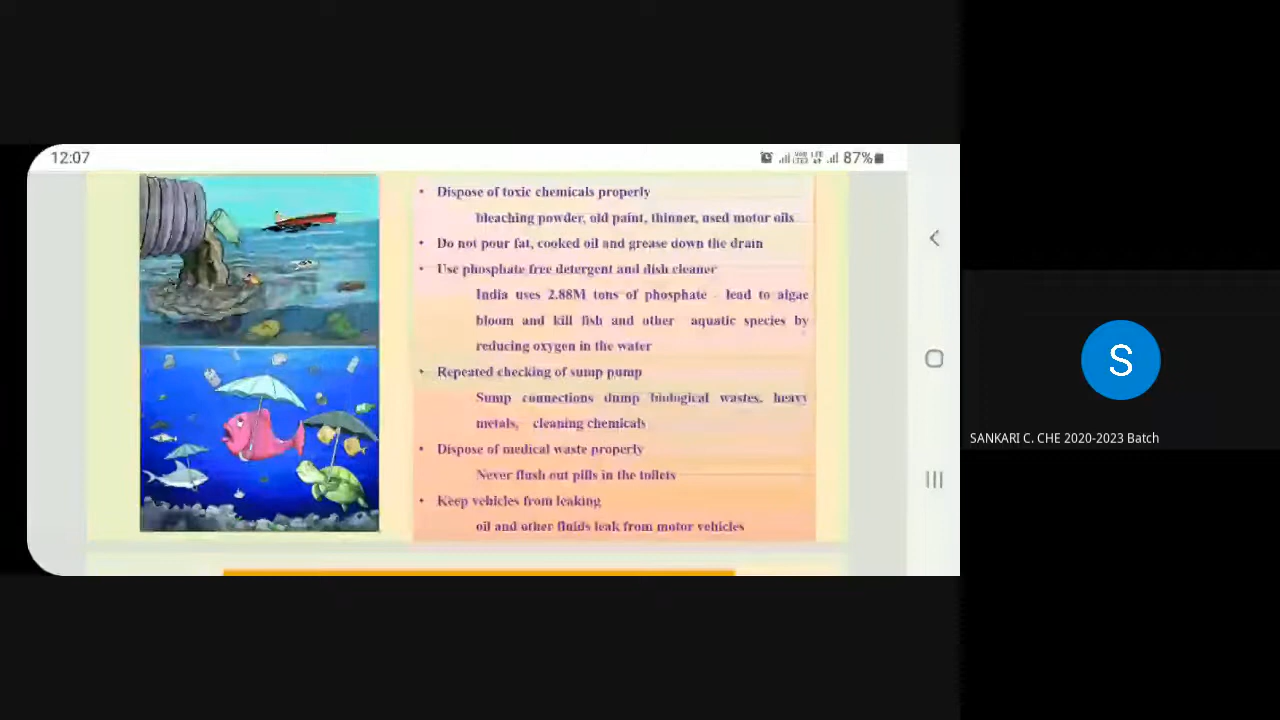 12:07
87%
• Dispose of toxic chemicals properly
bleaching powder, old paint, thinner, used motor oils
• Do not pour fat, cooked oil and grease down the drain
• Use phosphate free detergent and dish cleaner
India uses 2.88M tons of phosphate - lead to algae
bloom and kill fish and other aquatic species by
reducing oxygen in the water
• Repeated checking of sump pump
Sump connections dump biological wastes, heavy
metals, cleaning chemicals
• Dispose of medical waste properly
Never flush out pills in the toilets
• Keep vehicles from leaking
oil and other fluids leak from motor vehicles
S
SANKARI C. CHE 2020-2023 Batch